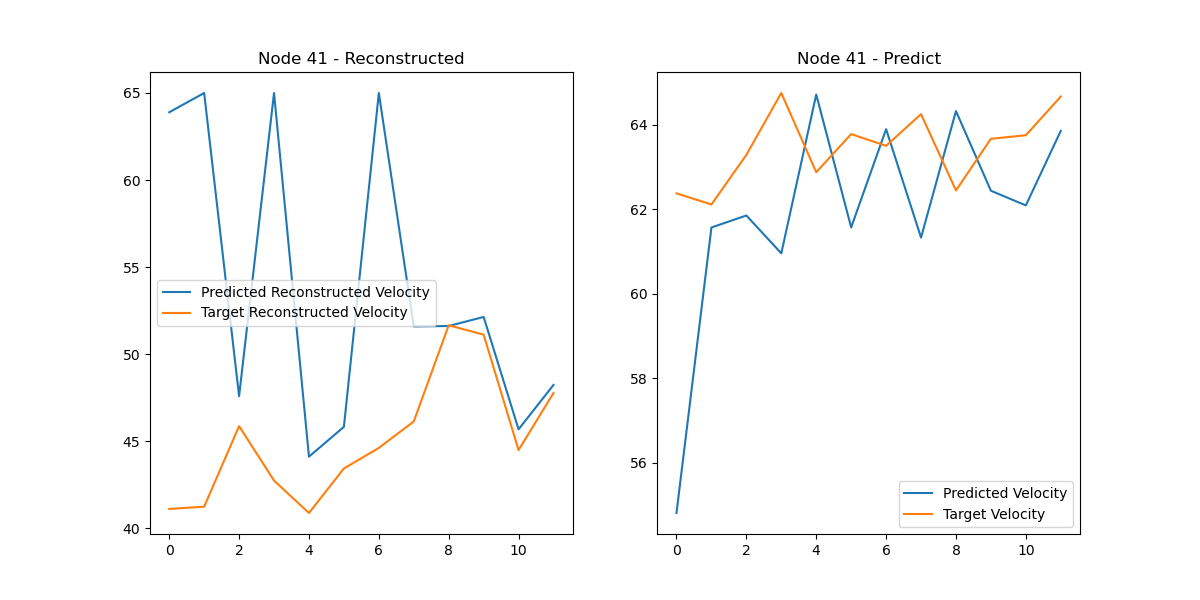 Node 41 - Reconstructed
65
60
55
50
45
40
0 2 4 6 8 10
Predicted Reconstructed Velocity
Target Reconstructed Velocity
Node 41 - Predict
64
62
60
58
56
0 2 4 6 8 10
Predicted Velocity
Target Velocity